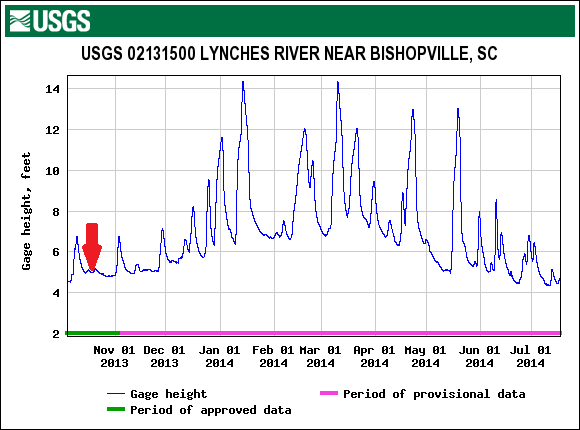 USGS
USGS 02131500 LYNCHES RIVER NEAR BISHOPVILLE, SC
Gage height, feet
14
12
10
8
6
4
2
Nov 01 Dec 01 Jan 01 Feb 01 Mar 01 Apr 01 May 01 Jun 01 Jul 01
2013 2013 2014 2014 2014 2014 2014 2014 2014
Gage height Period of provisional data
Period of approved data